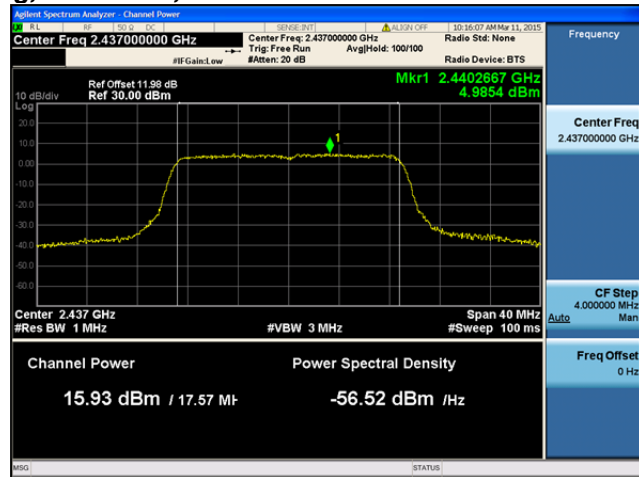 Agilent Spectrum Analyzer - Channel Power
RL RF 50 Ω DC SENSE:INT ALIGN OFF 10:16:07 AM Mar 11, 2015
Center Freq 2.437000000 GHz
Center Freq: 2.437000000 GHz
Radio Std: None
Trig: Free Run Avg|Hold: 100/100
#IFGain:Low #Atten: 20 dB Radio Device: BTS
Frequency
Ref Offset 11.98 dB
10 dB/div Ref 30.00 dBm
Mkr1 2.4402667 GHz
4.9854 dBm
Log
20.0
10.0
0.00
-10.0
-20.0
-30.0
-40.0
-50.0
-60.0
1
Center 2.437 GHz Span 40 MHz
#Res BW 1 MHz #VBW 3 MHz #Sweep 100 ms
Channel Power Power Spectral Density
15.93 dBm / 17.57 MH -56.52 dBm /Hz
Center Freq
2.437000000 GHz
CF Step
4.000000 MHz
Auto Man
Freq Offset
0 Hz
MSG STATUS